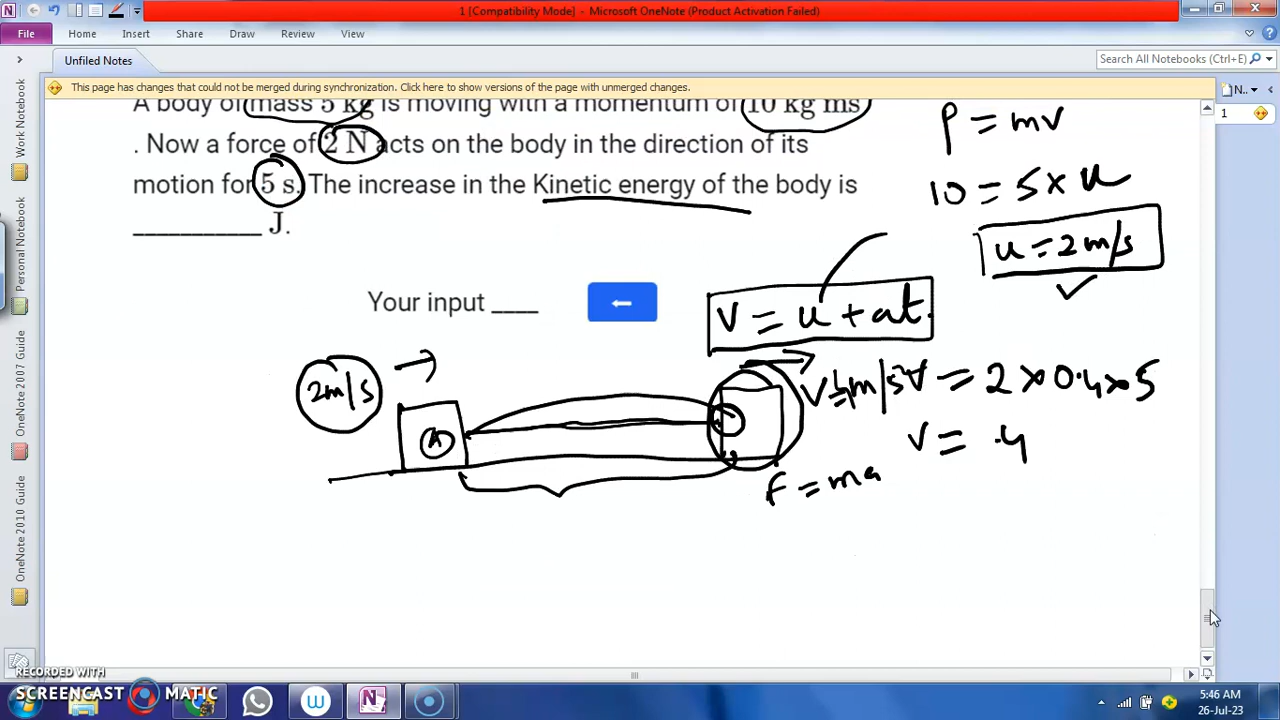 1 [Compatibility Mode] - Microsoft OneNote (Product Activation Failed)
File Home Insert Share Draw Review View
Unfiled Notes
Search All Notebooks (Ctrl+E)
This page has changes that could not be merged during synchronization. Click here to show versions of the page with unmerged changes.
N..
1
Work Notebook
Personal Notebook
OneNote 2007 Guide
OneNote 2010 Guide
A body of mass 5 kg is moving with a momentum of 10 kg ms
. Now a force of 2 N acts on the body in the direction of its
motion for 5 s. The increase in the Kinetic energy of the body is
___________ J.
Your input ____
P = mv
10 = 5 x u
u = 2 m/s
v = u + at.
2m/s
A
V = 2 x 0.4 x 5
v = .4
F = ma
RECORDED WITH
SCREENCAST MATIC
5:46 AM
26-Jul-23